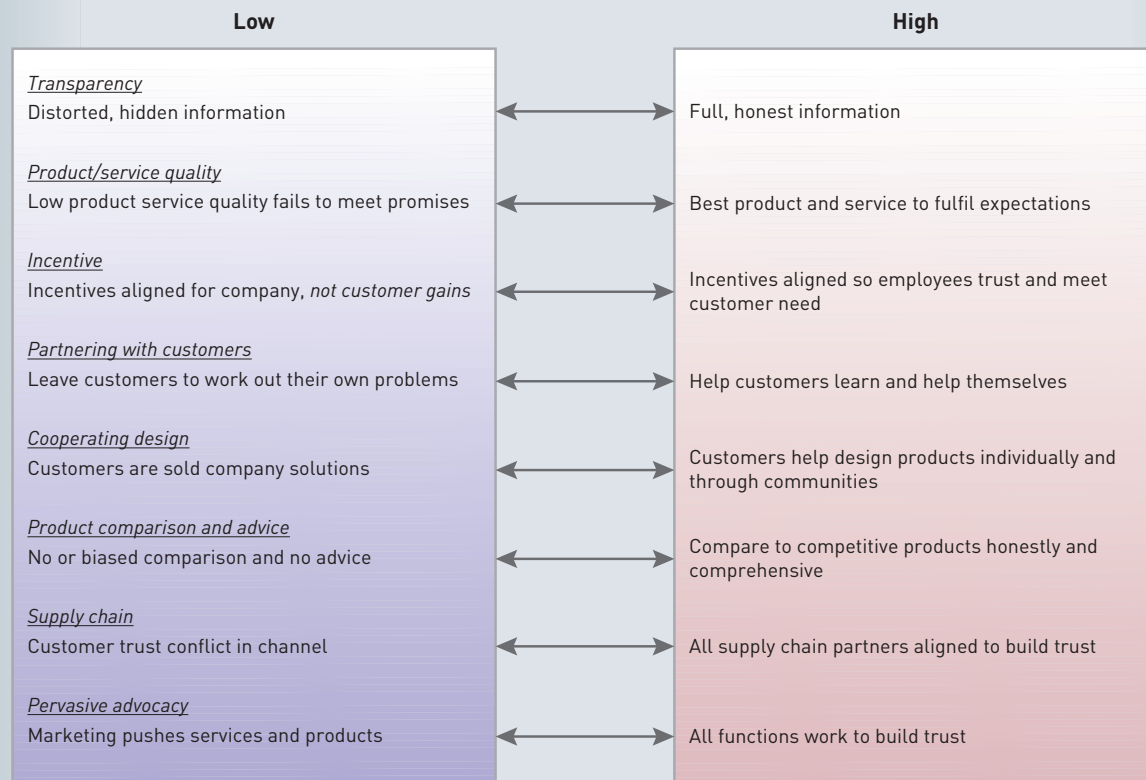 Low
High
Transparency
Distorted, hidden information
Full, honest information
Product/service quality
Low product service quality fails to meet promises
Best product and service to fulfil expectations
Incentive
Incentives aligned for company, not customer gains
Incentives aligned so employees trust and meet
customer need
Partnering with customers
Leave customers to work out their own problems
Help customers learn and help themselves
Cooperating design
Customers are sold company solutions
Customers help design products individually and
through communities
Product comparison and advice
No or biased comparison and no advice
Compare to competitive products honestly and
comprehensive
Supply chain
Customer trust conflict in channel
All supply chain partners aligned to build trust
Pervasive advocacy
Marketing pushes services and products
All functions work to build trust